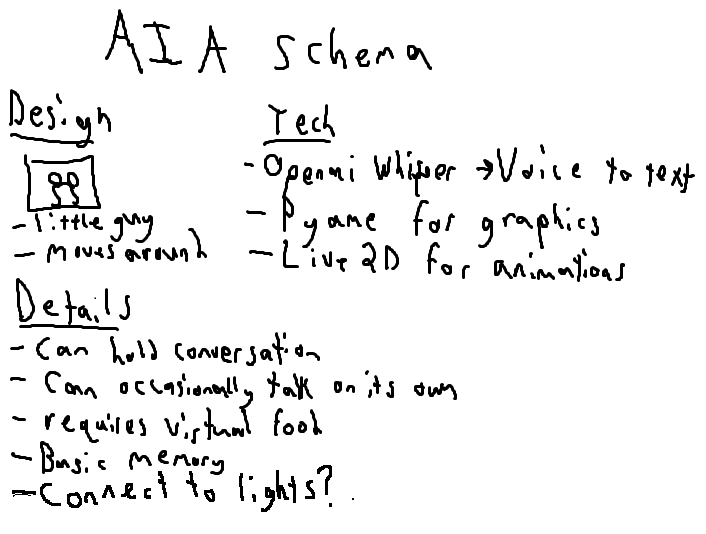 AIA schema
Design
- little guy
- moves around
Tech
- Openai Whisper → Voice to text
- Pygame for graphics
- Live 2D for animations
Details
- Can hold conversation
- Can occasionally talk on its own
- requires virtual food
- Basic memory
- Connect to lights?